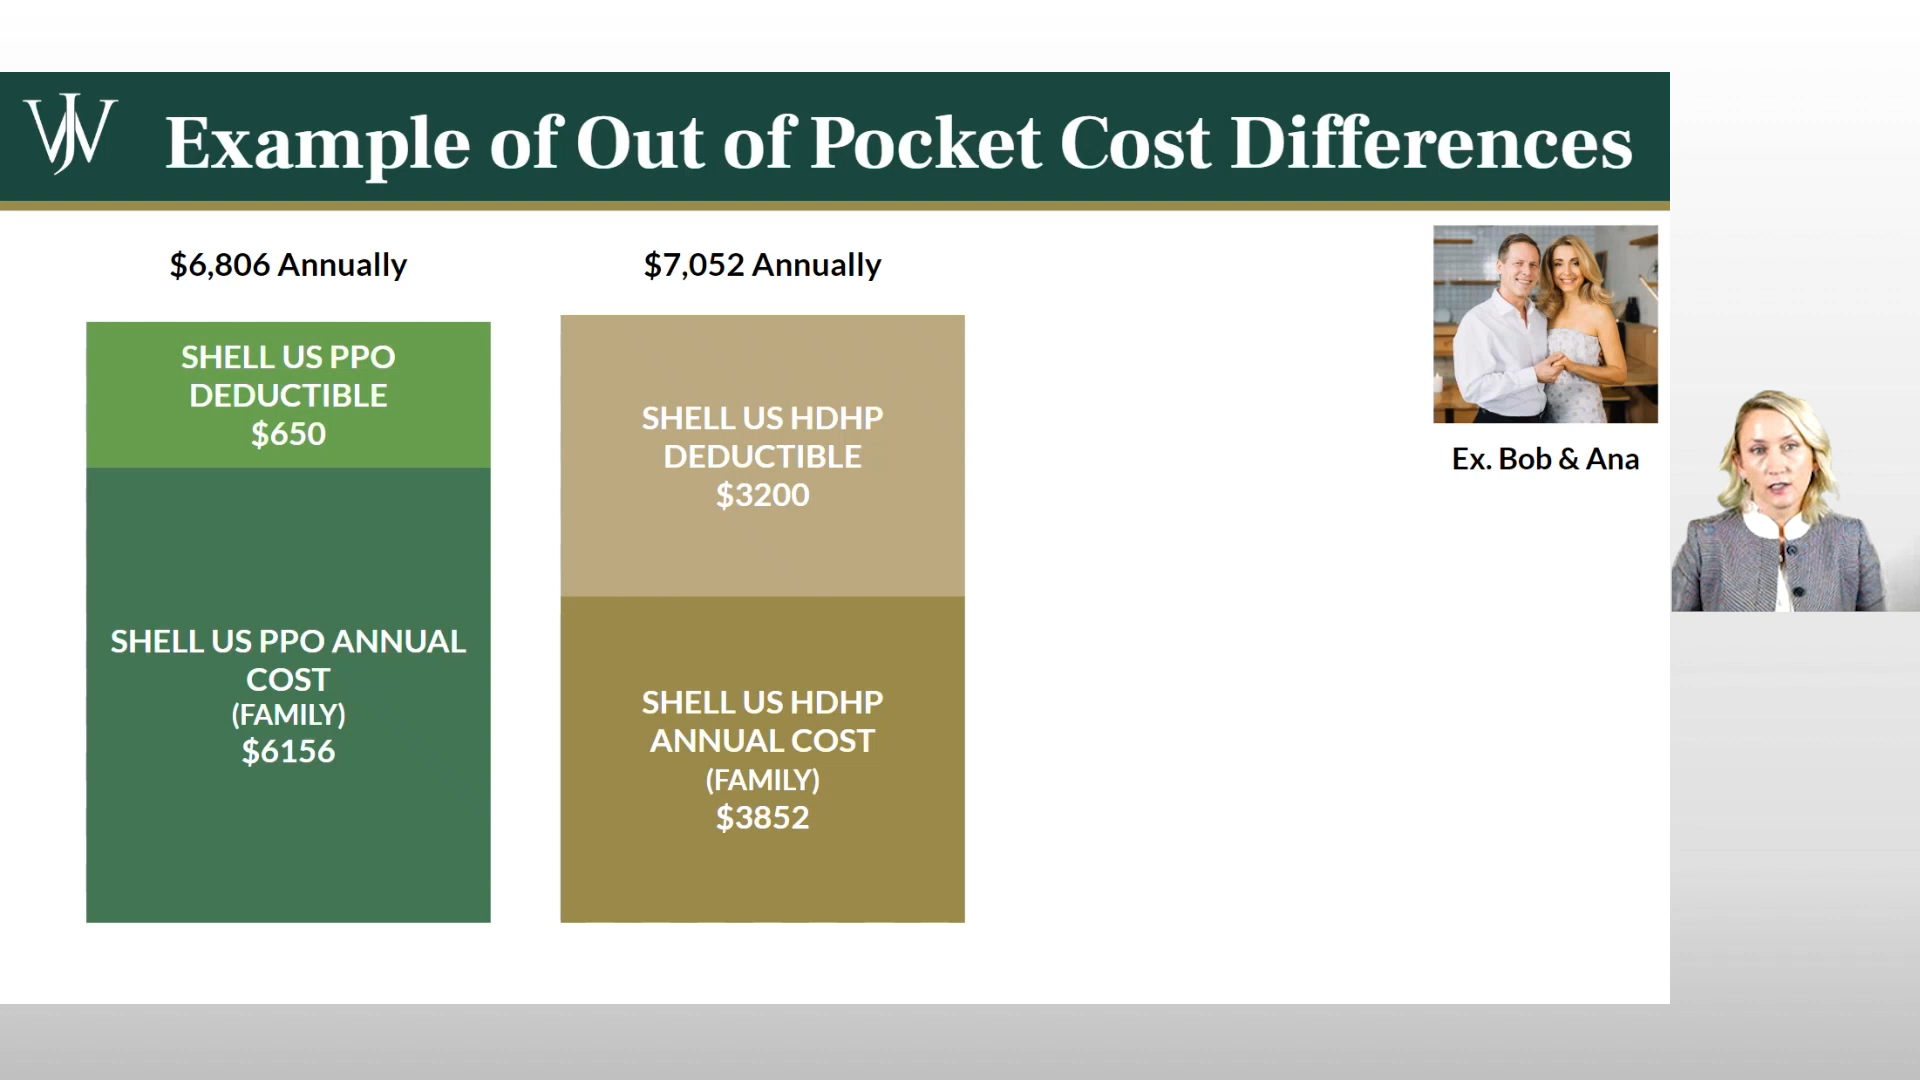 WJ
Example of Out of Pocket Cost Differences
$6,806 Annually
$7,052 Annually
SHELL US PPO
DEDUCTIBLE
$650
SHELL US PPO ANNUAL
COST
(FAMILY)
$6156
SHELL US HDHP
DEDUCTIBLE
$3200
SHELL US HDHP
ANNUAL COST
(FAMILY)
$3852
Ex. Bob & Ana